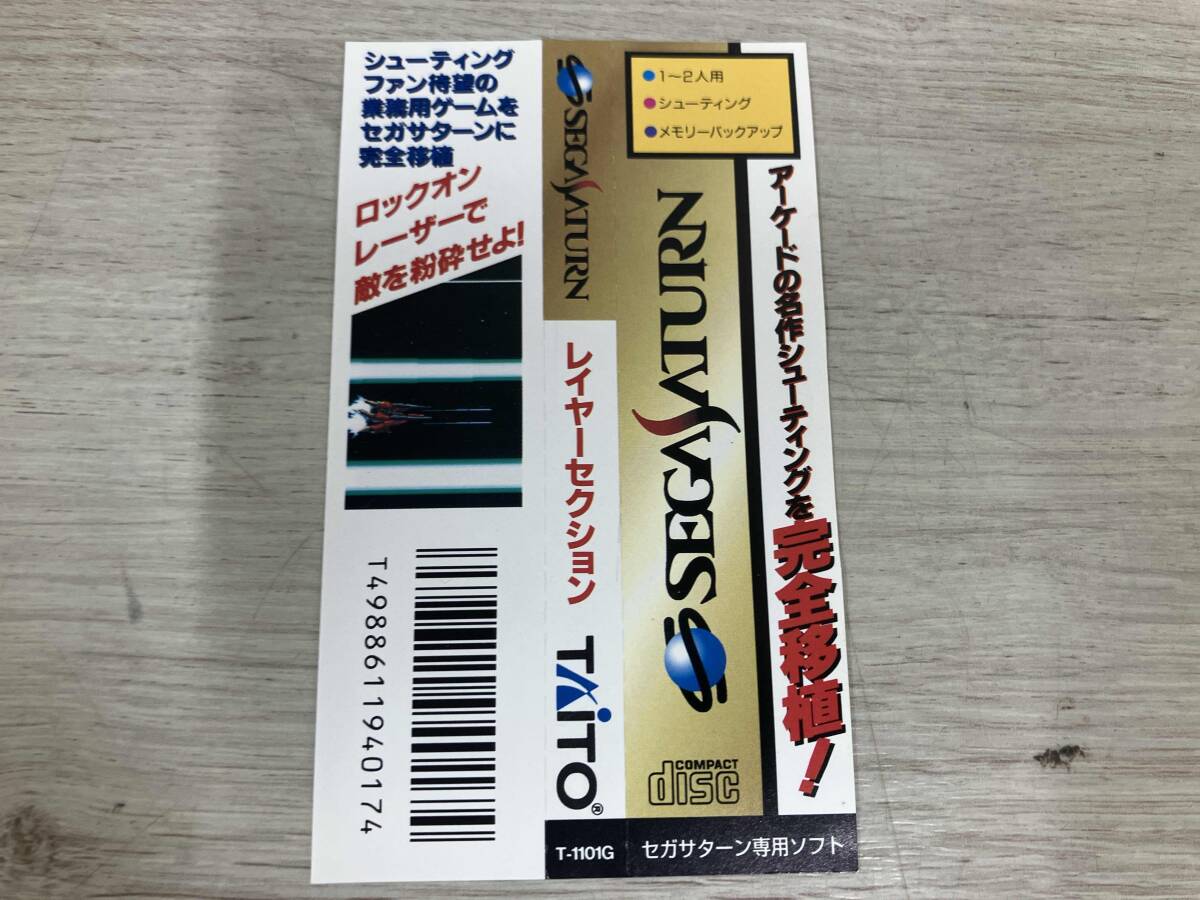 シューティング
ファン待望の
業務用ゲームを
セガサターンに
完全移植
ロックオン
レーザーで
敵を粉砕せよ!
T4988611940174
SEGA SATURN
レイヤーセクション
TAITO®
T-1101G
●1〜2人用
●シューティング
●メモリーバックアップ
SEGA SATURN
COMPACT
disc
セガサターン専用ソフト
アーケードの名作シューティングを完全移植!